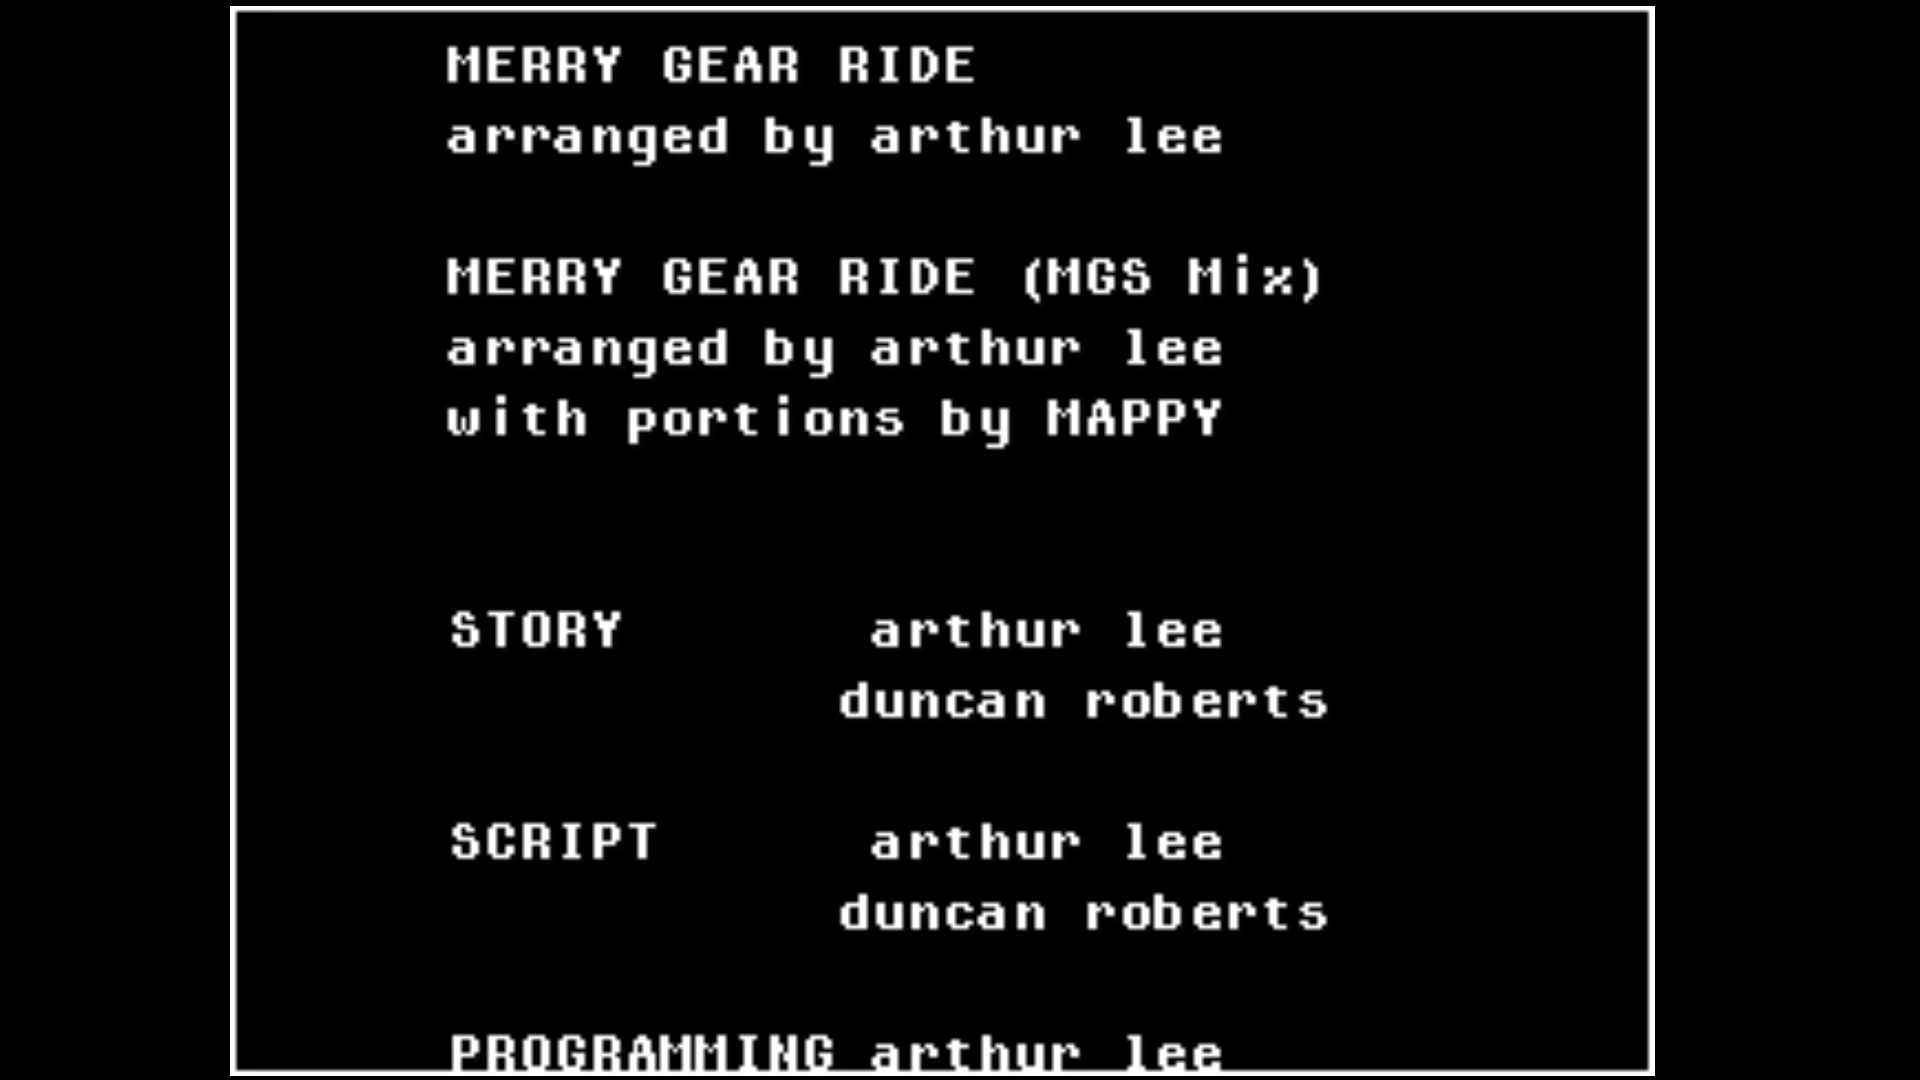 MERRY GEAR RIDE
arranged by arthur lee
MERRY GEAR RIDE (MGS Mix)
arranged by arthur lee
with portions by MAPPY
STORY arthur lee
duncan roberts
SCRIPT arthur lee
duncan roberts
PROGRAMMING arthur lee